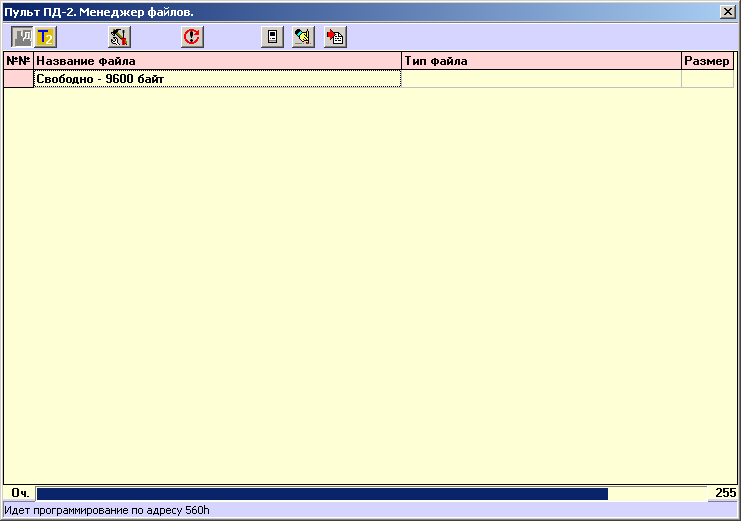 Пульт ПД-2. Менеджер файлов.
T2
№№ Название файла Тип файла Размер
Свободно - 9600 байт
Оч. 255
Идет программирование по адресу 560h